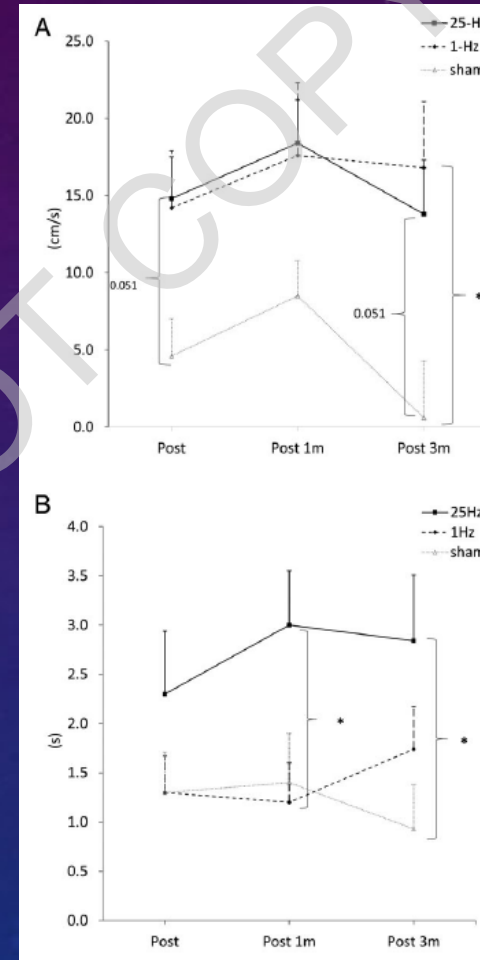 A
25.0
20.0
15.0
10.0
5.0
0.0
(cm/s)
25-H
1-Hz
sham
0.051
0.051
*
Post
Post 1m
Post 3m
B
4.0
3.5
3.0
2.5
2.0
1.5
1.0
0.5
0.0
(s)
25Hz
1Hz
sham
*
*
Post
Post 1m
Post 3m
OT COPY